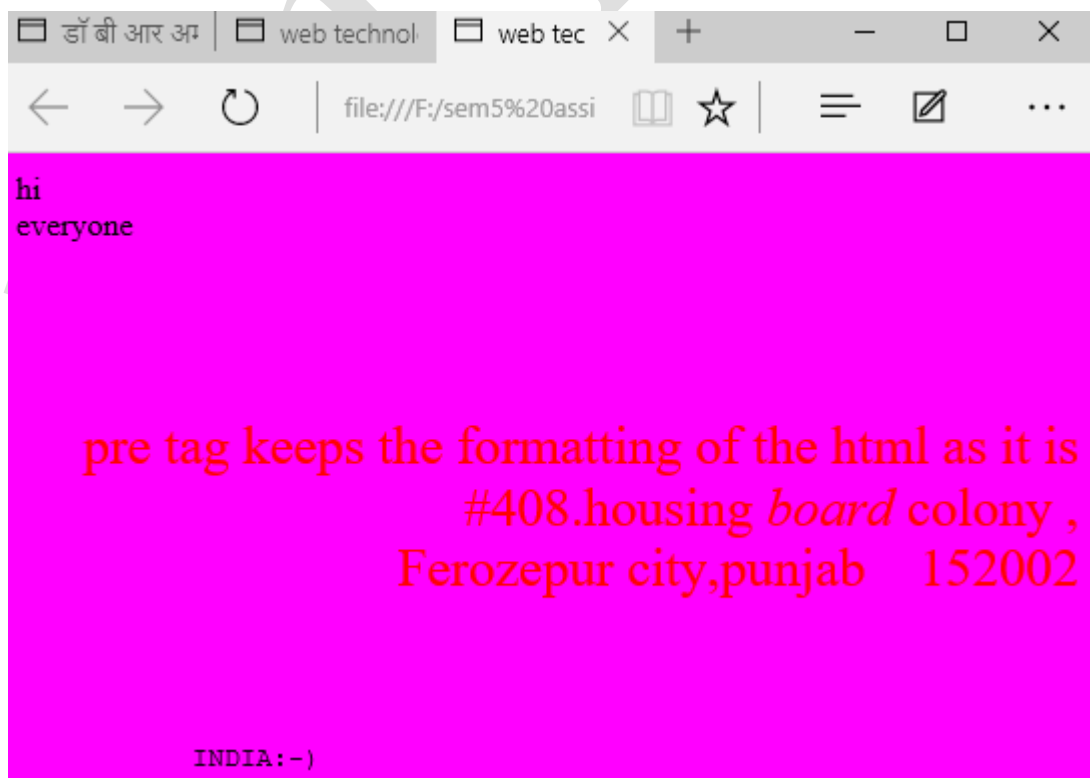 डॉ बी आर अम web technol web tec
file:///F:/sem5%20assi
hi
everyone
pre tag keeps the formatting of the html as it is
#408.housing board colony ,
Ferozepur city,punjab    152002
INDIA:-)